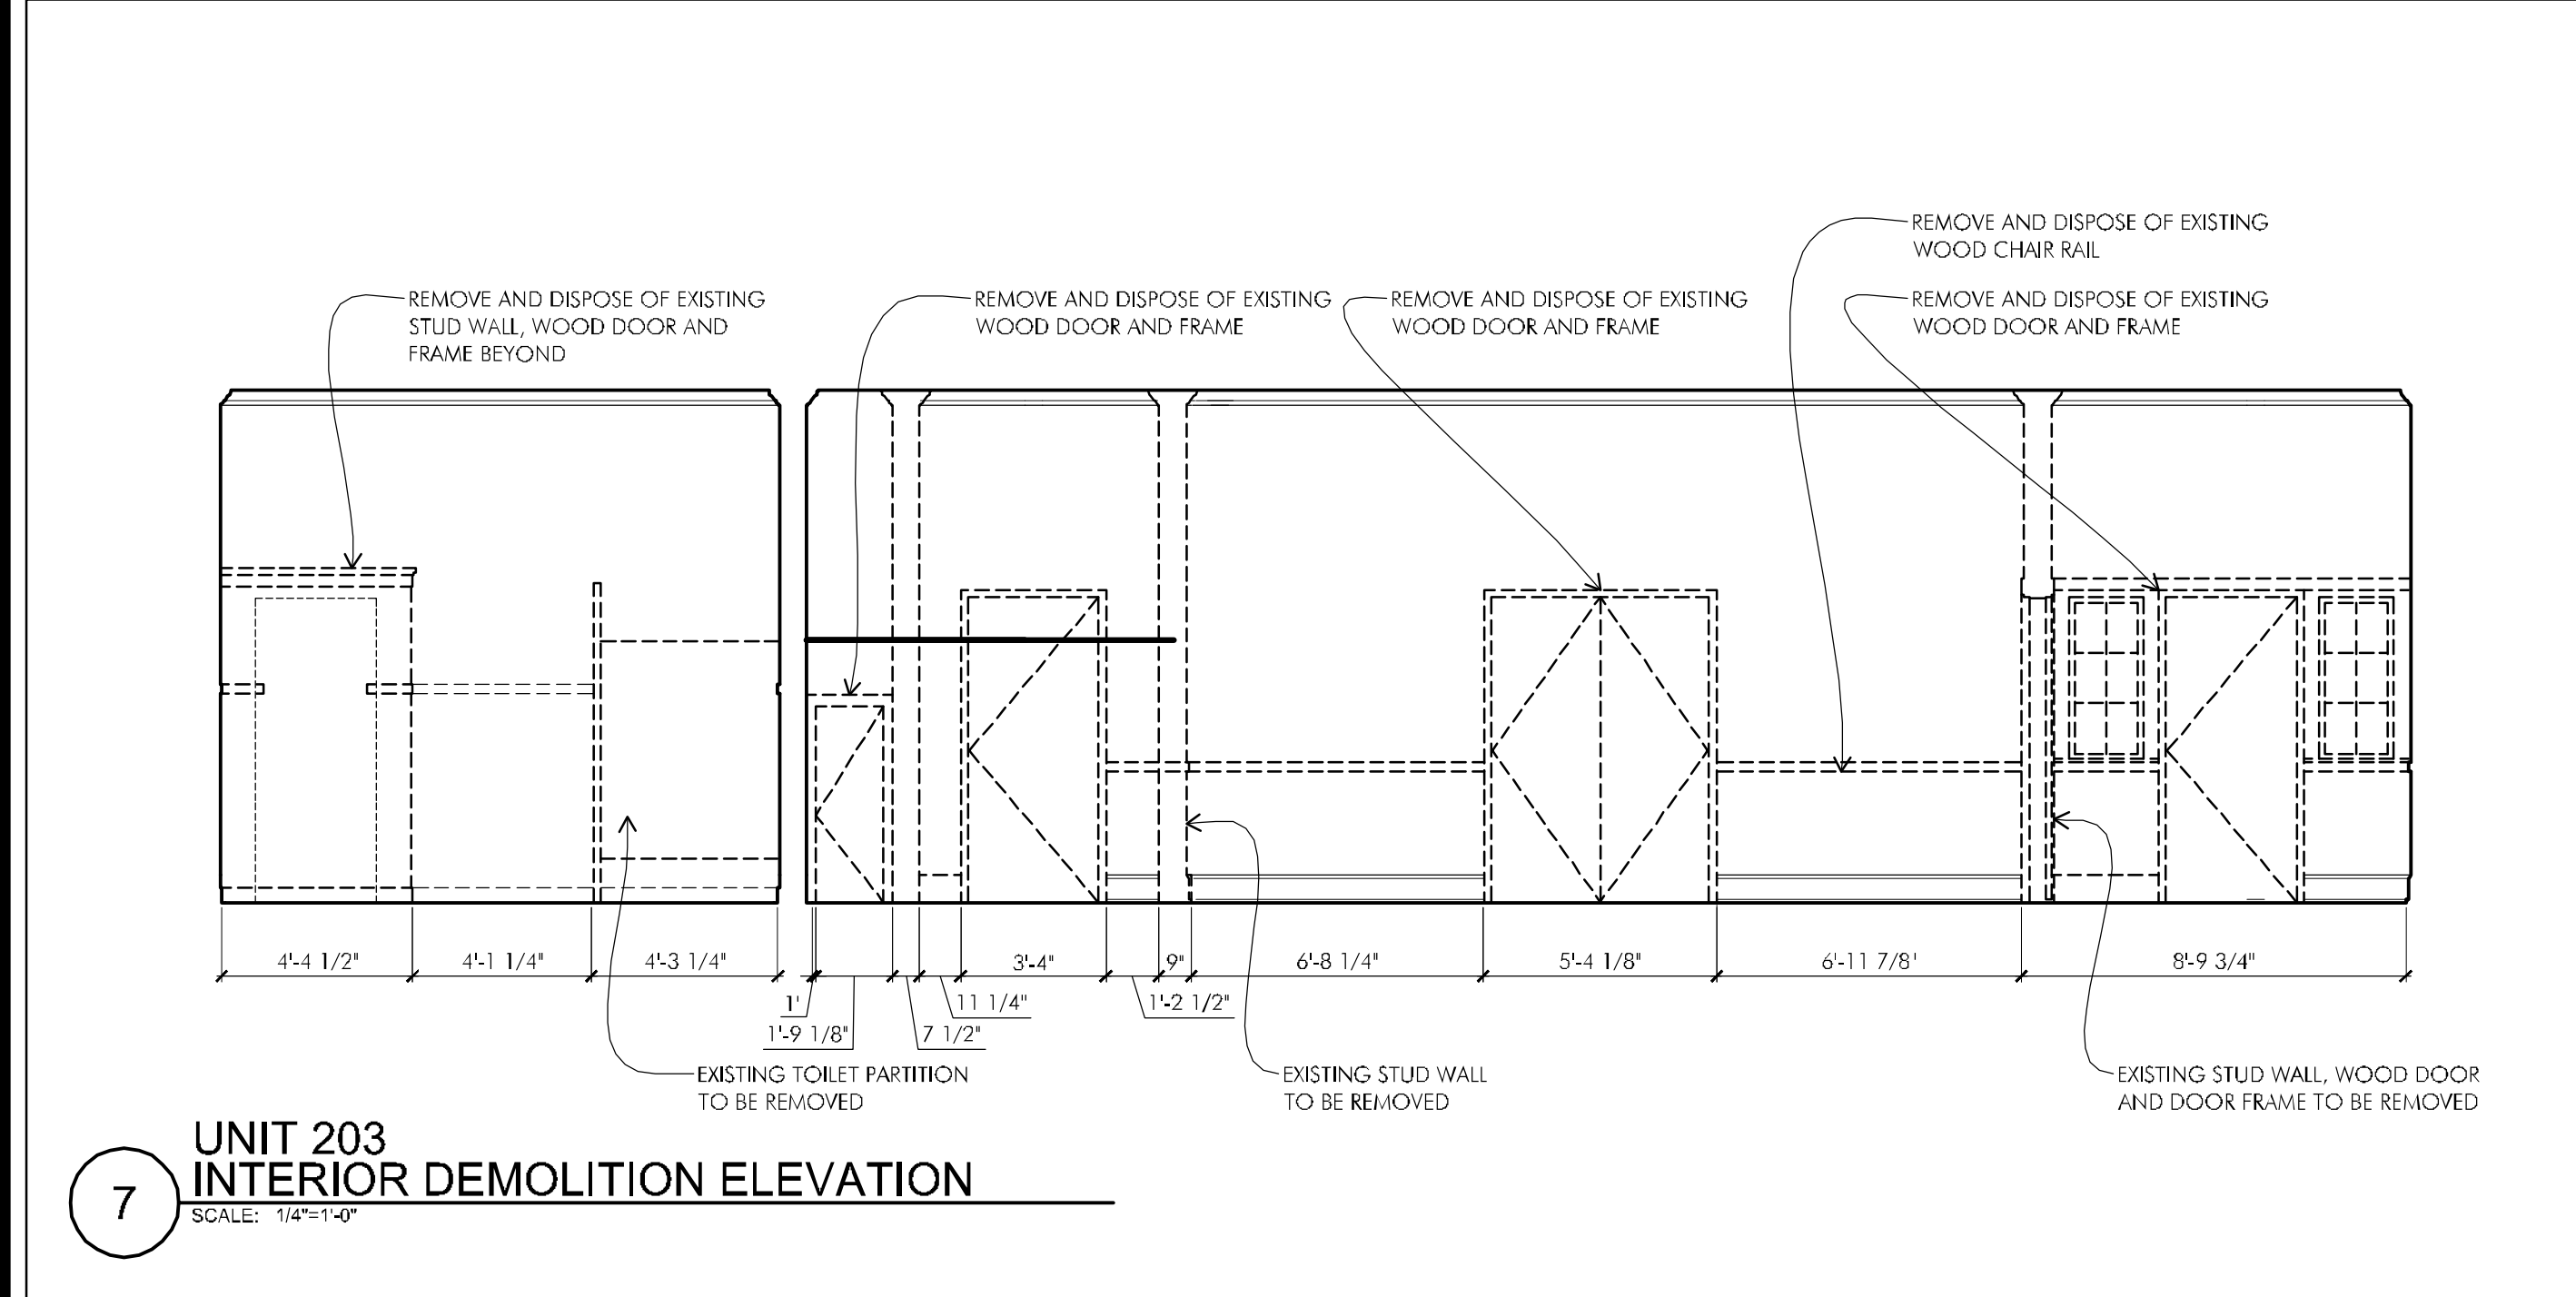 REMOVE AND DISPOSE OF EXISTING
WOOD CHAIR RAIL
REMOVE AND DISPOSE OF EXISTING
STUD WALL, WOOD DOOR AND
FRAME BEYOND
REMOVE AND DISPOSE OF EXISTING
WOOD DOOR AND FRAME
REMOVE AND DISPOSE OF EXISTING
WOOD DOOR AND FRAME
REMOVE AND DISPOSE OF EXISTING
WOOD DOOR AND FRAME
4'-4 1/2"
4'-1 1/4"
4'-3 1/4"
3'-4"
9"
6'-8 1/4"
5'-4 1/8"
6'-11 7/8'
8'-9 3/4"
1'
11 1/4"
1'-2 1/2"
1'-9 1/8"
7 1/2"
EXISTING TOILET PARTITION
TO BE REMOVED
EXISTING STUD WALL
TO BE REMOVED
EXISTING STUD WALL, WOOD DOOR
AND DOOR FRAME TO BE REMOVED
7
UNIT 203
INTERIOR DEMOLITION ELEVATION
SCALE: 1/4"=1'-0"